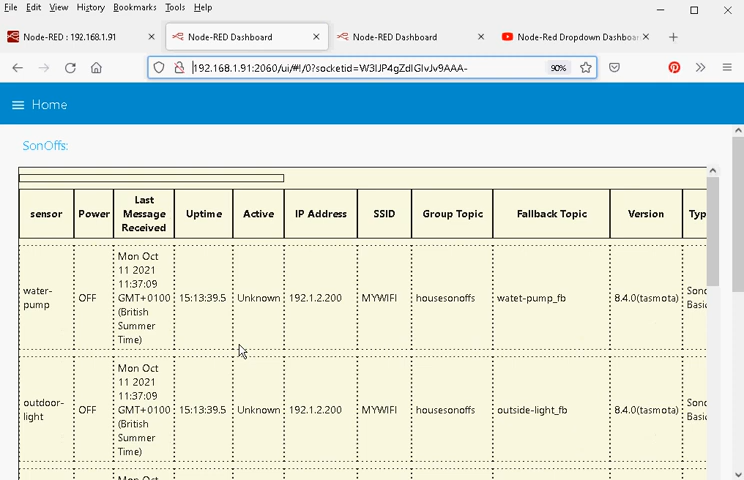 File Edit View History Bookmarks Tools Help
Node-RED : 192.168.1.91
Node-RED Dashboard
Node-RED Dashboard
Node-Red Dropdown Dashboa
192.168.1.91:2060/ui/#!/0?socketid=W3IJP4gZdlGlvJv9AAA-
90%
Home
SonOffs:
sensor Power Last Message Received Uptime Active IP Address SSID Group Topic Fallback Topic Version Typ
water-pump OFF Mon Oct 11 2021 11:37:09 GMT+0100 (British Summer Time) 15:13:39.5 Unknown 192.1.2.200 MYWIFI housesonoffs watet-pump_fb 8.4.0(tasmota) Sono Basic
outdoor-light OFF Mon Oct 11 2021 11:37:09 GMT+0100 (British Summer Time) 15:13:39.5 Unknown 192.1.2.200 MYWIFI housesonoffs outside-light_fb 8.4.0(tasmota) Sono Basic
Mon Oct